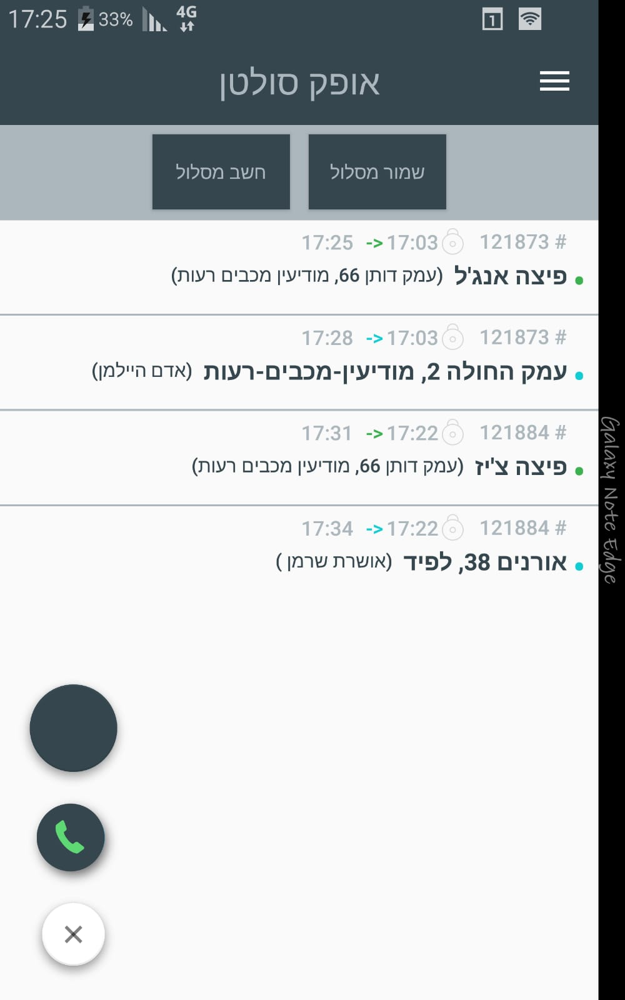 17:25 33% 4G 1
אופק סולטן
שמור מסלול
חשב מסלול
# 121873 17:03 -> 17:25
פיצה אנג'ל (עמק דותן 66, מודיעין מכבים רעות)
# 121873 17:03 -> 17:28
עמק החולה 2, מודיעין-מכבים-רעות (אדם היילמן)
# 121884 17:22 -> 17:31
פיצה צ'יז (עמק דותן 66, מודיעין מכבים רעות)
# 121884 17:22 -> 17:34
אורנים 38, לפיד (אושרת שרמן )
Galaxy Note Edge